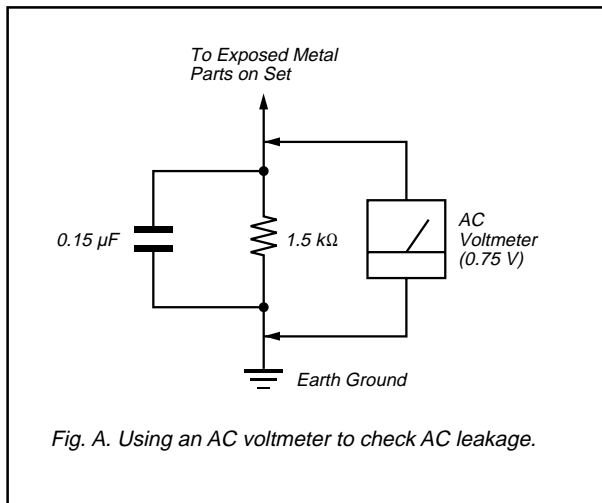 To Exposed Metal
Parts on Set
0.15 µF
1.5 kΩ
AC
Voltmeter
(0.75 V)
Earth Ground
Fig. A. Using an AC voltmeter to check AC leakage.